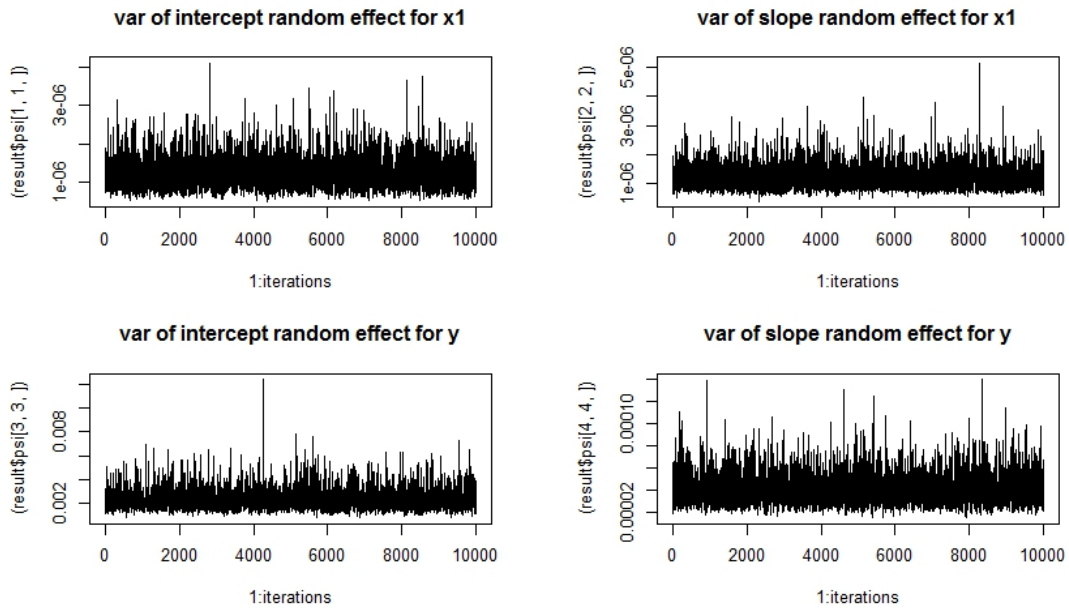 var of intercept random effect for x1
(result$psi[1, 1, ])
3e-06
1e-06
0 2000 4000 6000 8000 10000
1:iterations
var of slope random effect for x1
(result$psi[2, 2, ])
5e-06
3e-06
1e-06
0 2000 4000 6000 8000 10000
1:iterations
var of intercept random effect for y
(result$psi[3, 3, ])
0.008
0.002
0 2000 4000 6000 8000 10000
1:iterations
var of slope random effect for y
(result$psi[4, 4, ])
0.00010
0.00002
0 2000 4000 6000 8000 10000
1:iterations